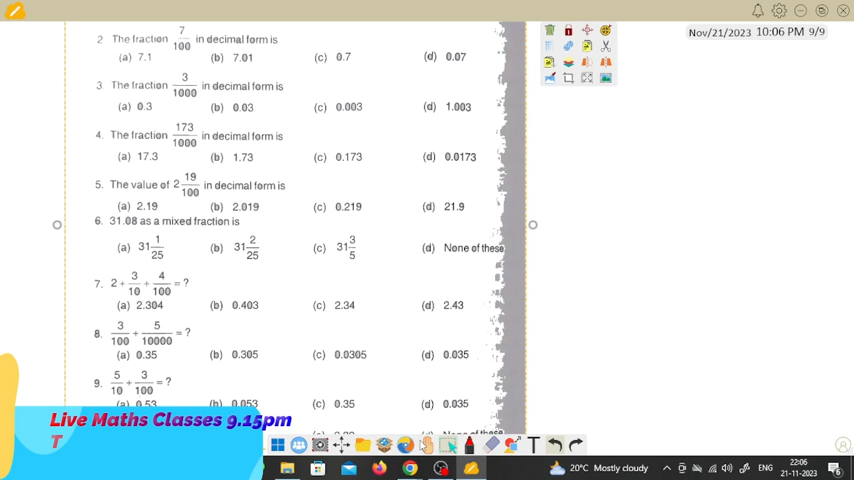 Nov/21/2023 10:06 PM 9/9
2 The fraction 7/100 in decimal form is
(a) 7.1 (b) 7.01 (c) 0.7 (d) 0.07
3 The fraction 3/1000 in decimal form is
(a) 0.3 (b) 0.03 (c) 0.003 (d) 1.003
4. The fraction 173/1000 in decimal form is
(a) 17.3 (b) 1.73 (c) 0.173 (d) 0.0173
5. The value of 2 19/100 in decimal form is
(a) 2.19 (b) 2.019 (c) 0.219 (d) 21.9
6. 31.08 as a mixed fraction is
(a) 31 1/25 (b) 31 2/25 (c) 31 3/5 (d) None of these
7. 2 + 3/10 + 4/100 = ?
(a) 2.304 (b) 0.403 (c) 2.34 (d) 2.43
8. 3/100 + 5/10000 = ?
(a) 0.35 (b) 0.305 (c) 0.0305 (d) 0.035
9. 5/10 + 3/100 = ?
(a) 0.53 (b) 0.053 (c) 0.35 (d) 0.035
(d) None of these
Live Maths Classes 9.15pm
T
20°C Mostly cloudy
ENG
22:06
21-11-2023
6